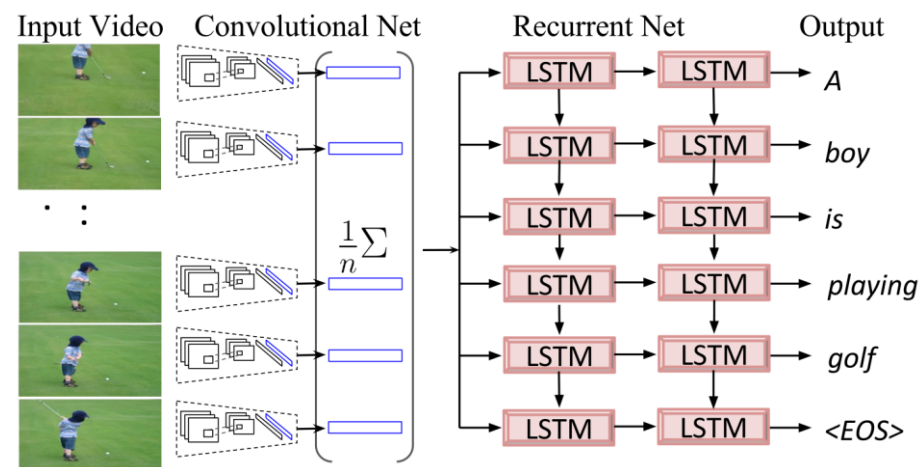 Input Video Convolutional Net Recurrent Net Output
LSTM LSTM A
LSTM LSTM boy
LSTM LSTM is
1/n ∑
LSTM LSTM playing
LSTM LSTM golf
LSTM LSTM <EOS>